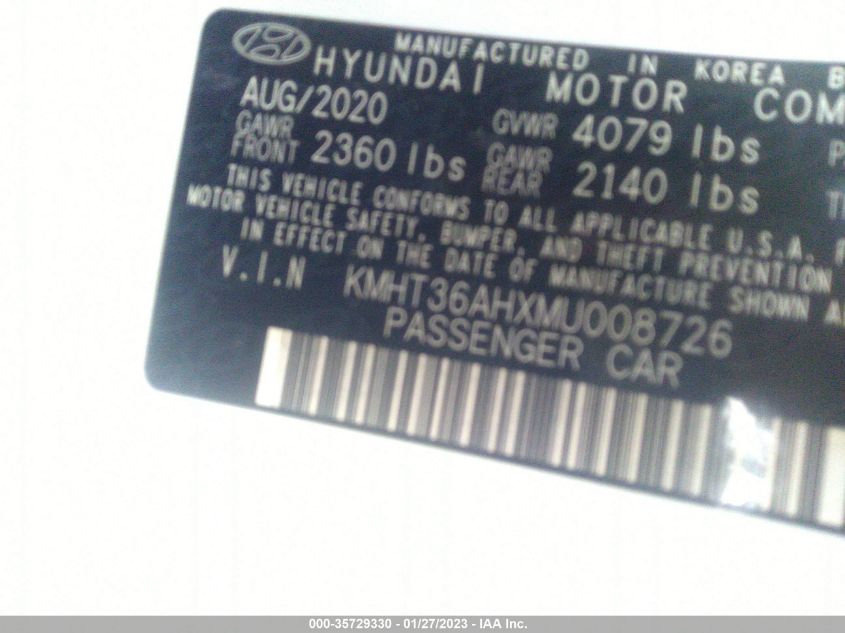 MANUFACTURED IN KOREA B
HYUNDAI MOTOR COM
AUG/2020 GVWR 4079 lbs
GAWR FRONT 2360 lbs GAWR REAR 2140 lbs
THIS VEHICLE CONFORMS TO ALL APPLICABLE U.S.A.
MOTOR VEHICLE SAFETY, BUMPER, AND THEFT PREVENTION
IN EFFECT ON THE DATE OF MANUFACTURE SHOWN
V.I.N KMHT36AHXMU008726
PASSENGER CAR
000-35729330 - 01/27/2023 - IAA Inc.